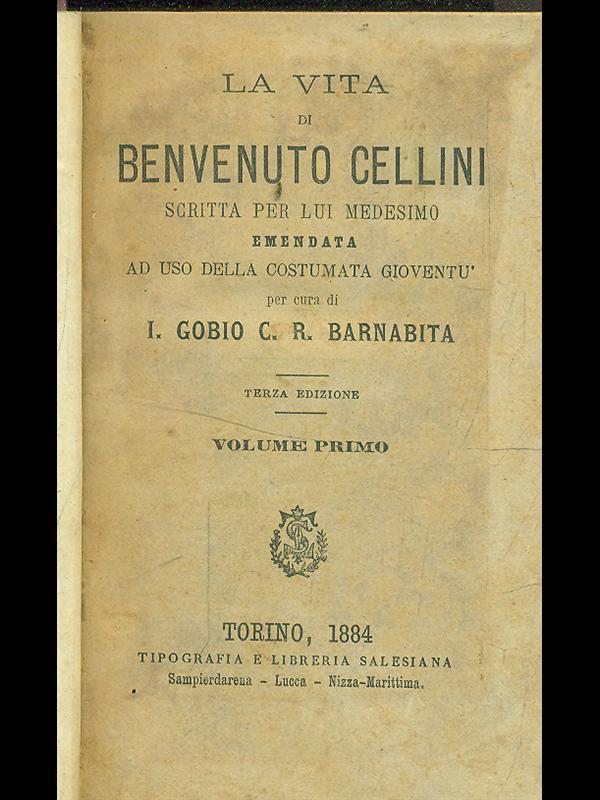 LA VITA
DI
BENVENUTO CELLINI
SCRITTA PER LUI MEDESIMO
EMENDATA
AD USO DELLA COSTUMATA GIOVENTU'
per cura di
I. GOBIO C. R. BARNABITA
TERZA EDIZIONE
VOLUME PRIMO
TORINO, 1884
TIPOGRAFIA E LIBRERIA SALESIANA
Sampierdarena - Lucca - Nizza-Marittima.